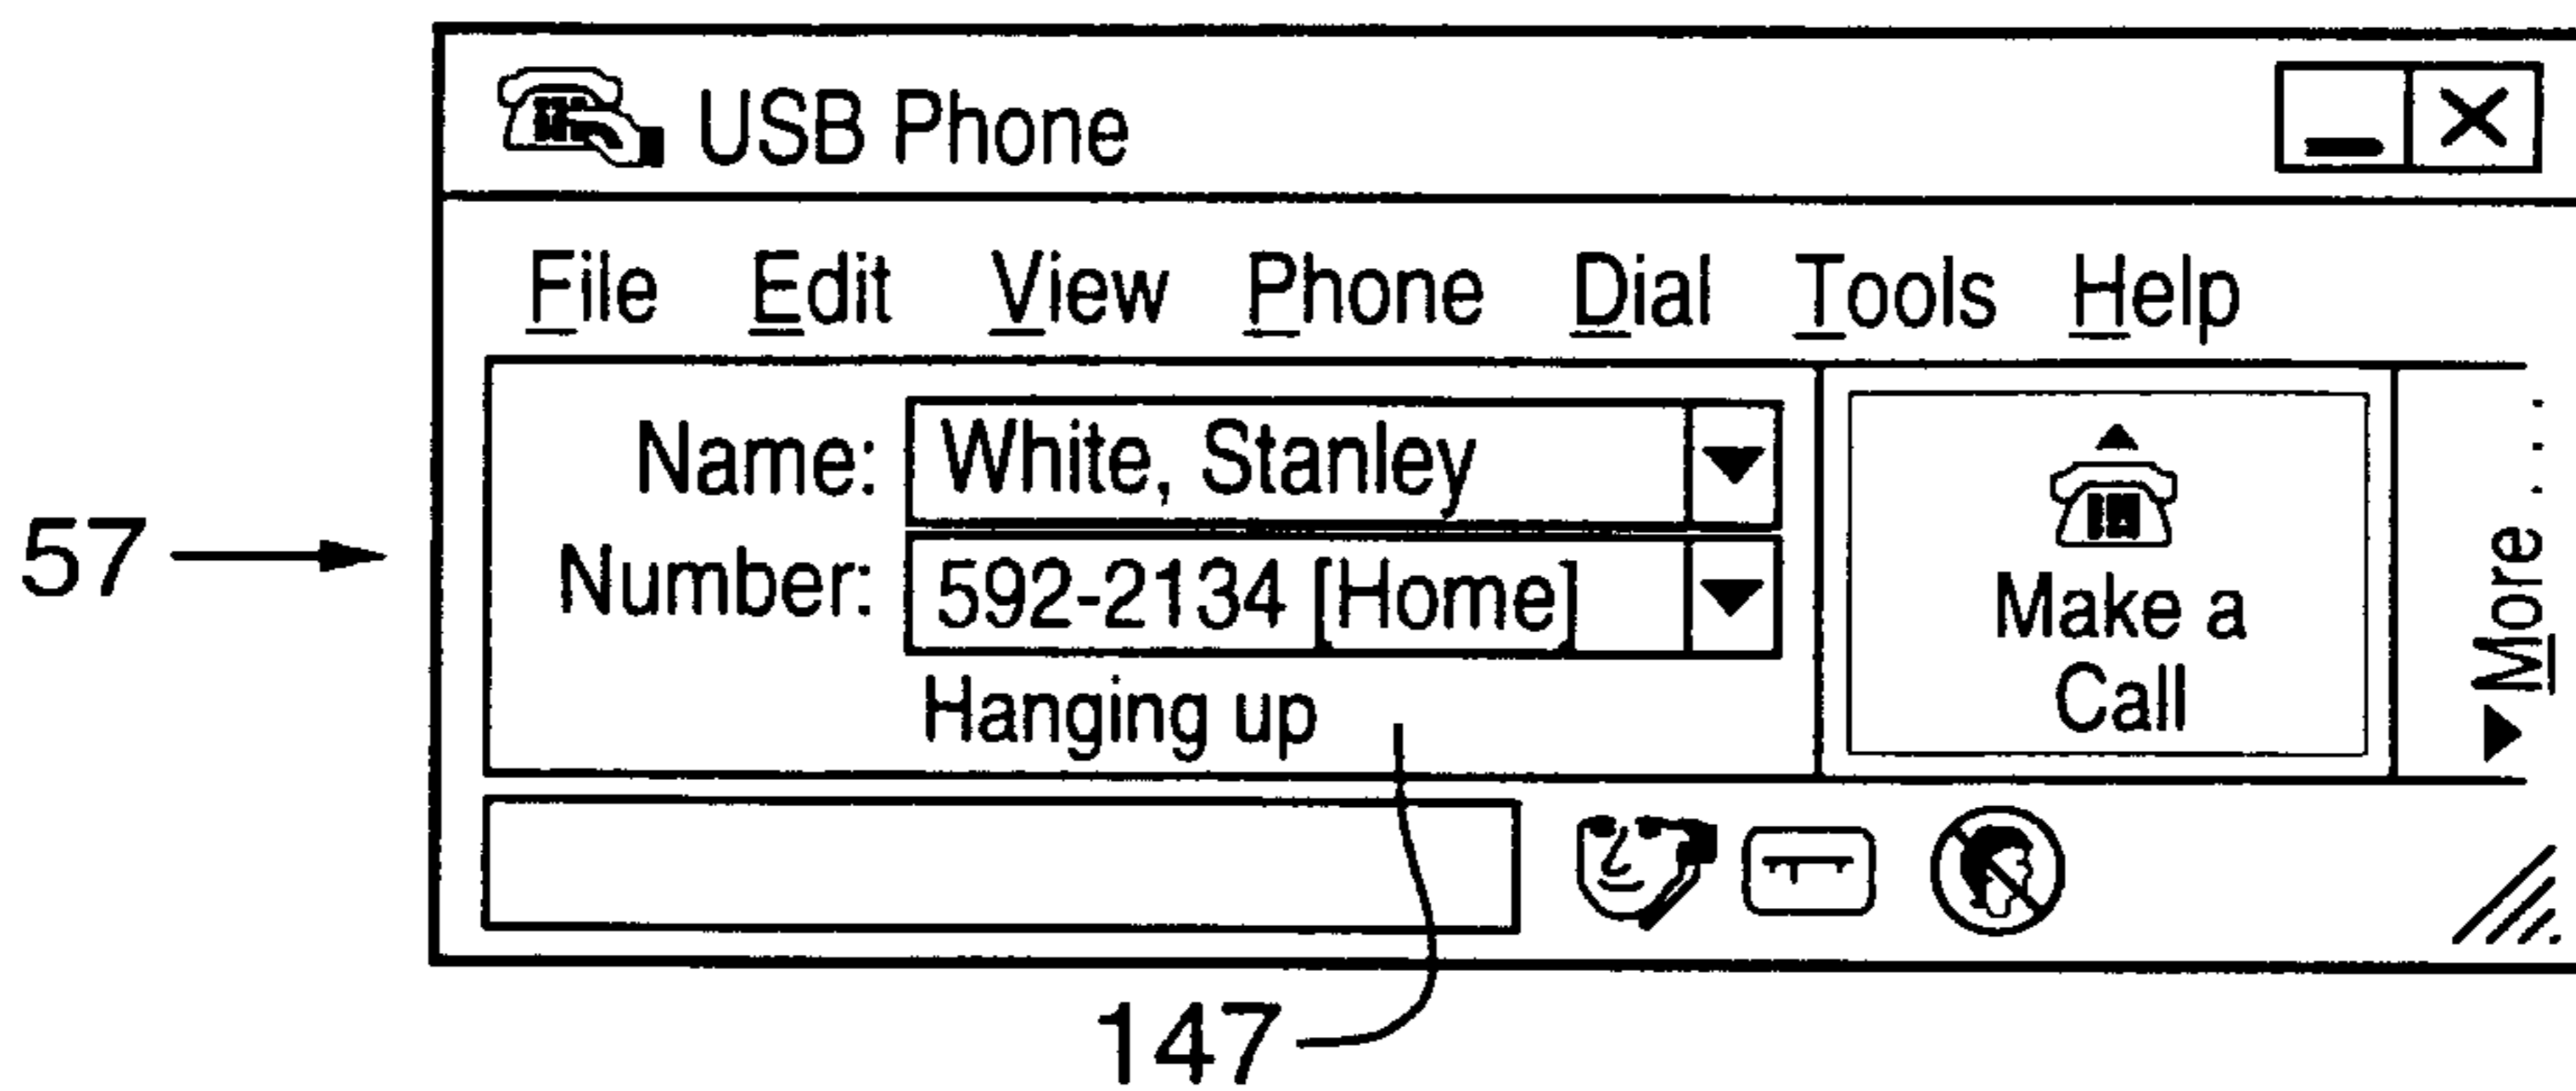 USB Phone
File Edit View Phone Dial Tools Help
Name: White, Stanley
Number: 592-2134 [Home]
Hanging up
Make a
Call
More
57
147